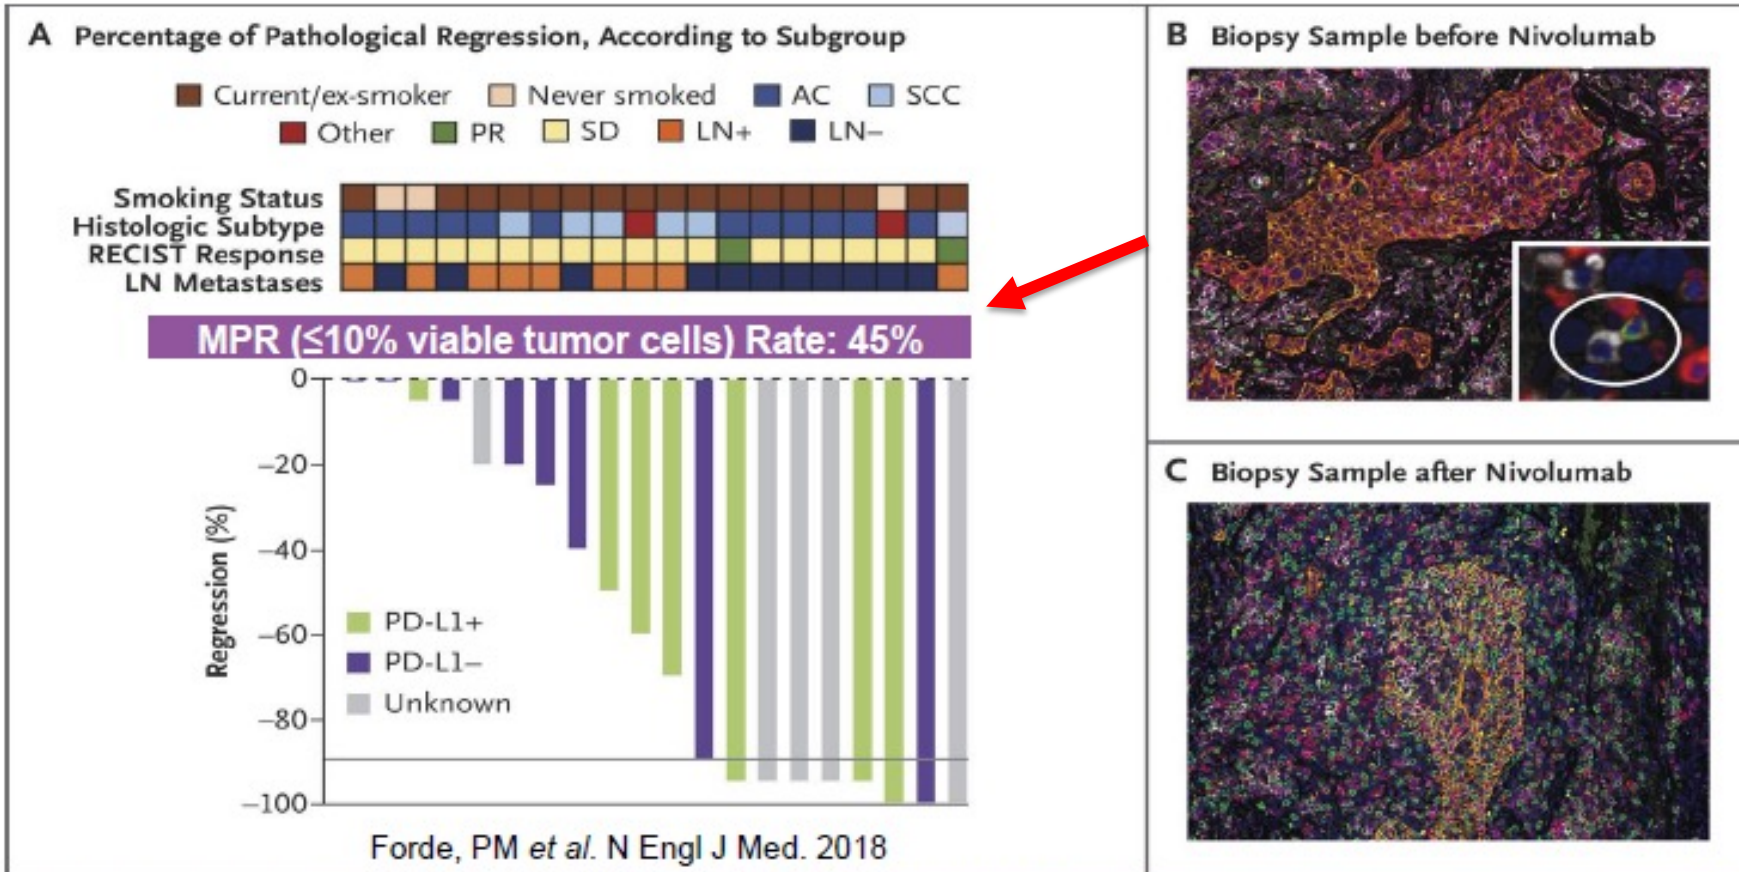 A Percentage of Pathological Regression, According to Subgroup
Current/ex-smoker Never smoked AC SCC
Other PR SD LN+ LN–
Smoking Status
Histologic Subtype
RECIST Response
LN Metastases
MPR (≤10% viable tumor cells) Rate: 45%
0
–20
–40
–60
–80
–100
Regression (%)
PD-L1+
PD-L1–
Unknown
Forde, PM et al. N Engl J Med. 2018
B Biopsy Sample before Nivolumab
C Biopsy Sample after Nivolumab